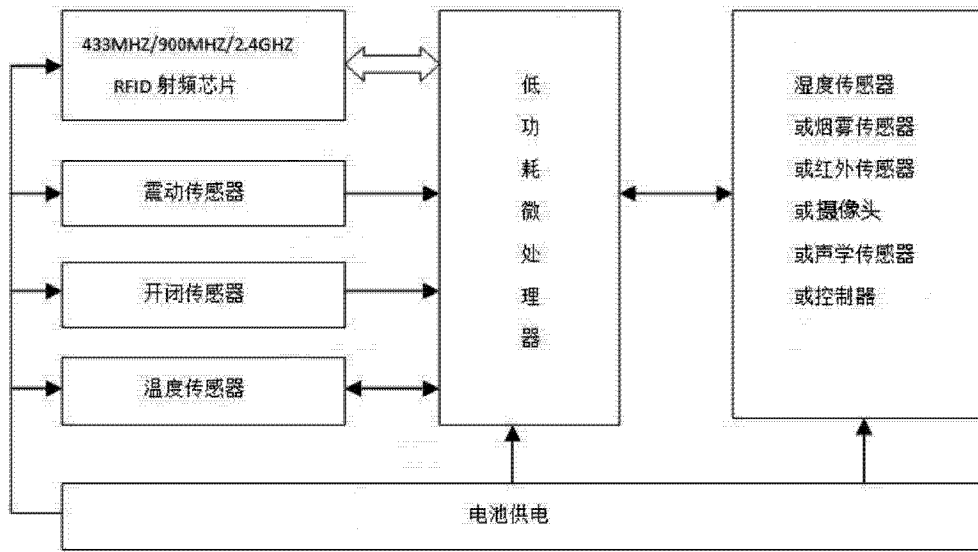 433MHZ/900MHZ/2.4GHZ
RFID 射频芯片
震动传感器
开闭传感器
温度传感器
低
功
耗
微
处
理
器
湿度传感器
或烟雾传感器
或红外传感器
或摄像头
或声学传感器
或控制器
电池供电